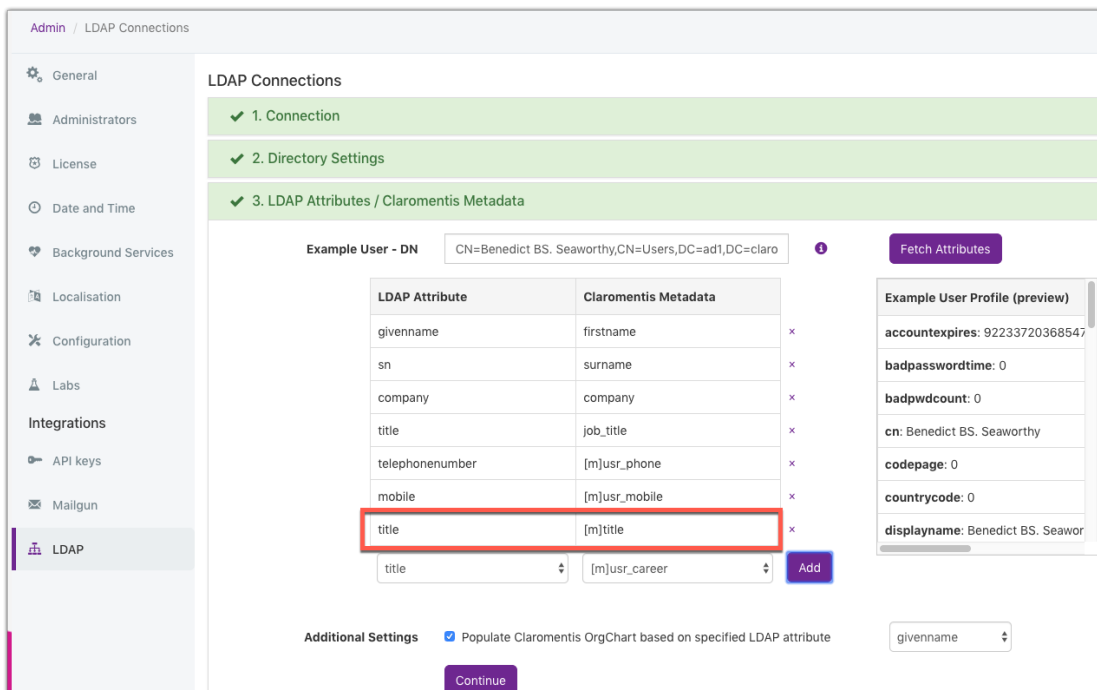 Admin / LDAP Connections
General
Administrators
License
Date and Time
Background Services
Localisation
Configuration
Labs
Integrations
API keys
Mailgun
LDAP
LDAP Connections
1. Connection
2. Directory Settings
3. LDAP Attributes / Claromentis Metadata
Example User - DN CN=Benedict BS. Seaworthy,CN=Users,DC=ad1,DC=claro Fetch Attributes
LDAP Attribute Claromentis Metadata
givenname firstname ×
sn surname ×
company company ×
title job_title ×
telephonenumber [m]usr_phone ×
mobile [m]usr_mobile ×
title [m]title ×
title [m]usr_career Add
Example User Profile (preview)
accountexpires: 92233720368547
badpasswordtime: 0
badpwdcount: 0
cn: Benedict BS. Seaworthy
codepage: 0
countrycode: 0
displayname: Benedict BS. Seawor
Additional Settings Populate Claromentis OrgChart based on specified LDAP attribute givenname
Continue